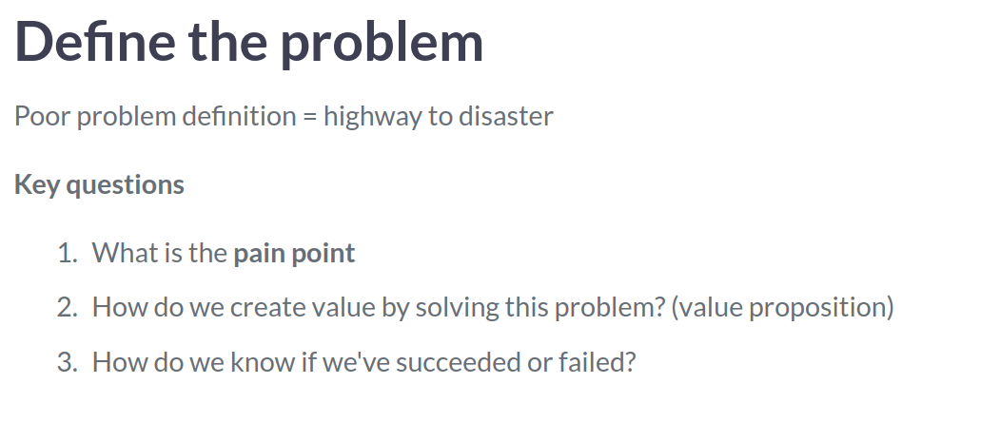 Define the problem
Poor problem definition = highway to disaster
Key questions
1. What is the pain point
2. How do we create value by solving this problem? (value proposition)
3. How do we know if we've succeeded or failed?